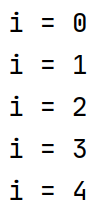 i = 0
i = 1
i = 2
i = 3
i = 4